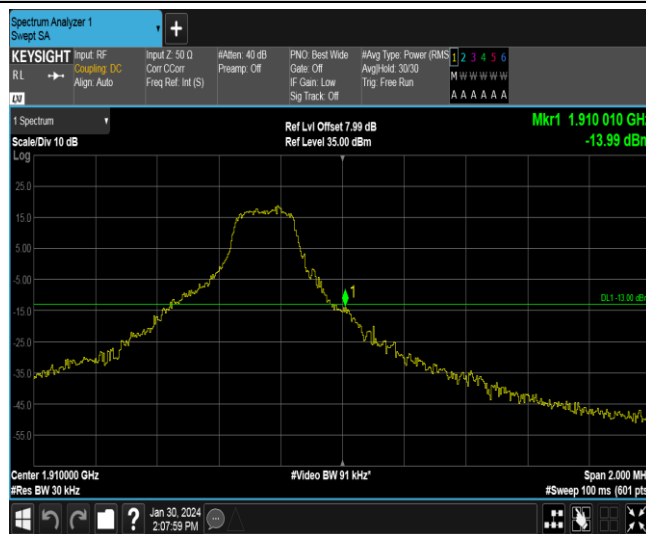 Spectrum Analyzer 1
Swept SA
+
KEYSIGHT
RL
LXI
Input: RF
Coupling: DC
Align: Auto
Input Z: 50 Ω
Corr CCorr
Freq Ref: Int (S)
#Atten: 40 dB
Preamp: Off
PNO: Best Wide
Gate: Off
IF Gain: Low
Sig Track: Off
#Avg Type: Power (RMS
Avg|Hold: 30/30
Trig: Free Run
1 2 3 4 5 6
M W W W W W
A A A A A A
1 Spectrum
Scale/Div 10 dB
Log
Ref Lvl Offset 7.99 dB
Ref Level 35.00 dBm
Mkr1 1.910 010 GHz
-13.99 dBm
25.0
15.0
5.00
-5.00
-15.0
-25.0
-35.0
-45.0
-55.0
1
DL1 -13.00 dBm
Center 1.910000 GHz
#Res BW 30 kHz
#Video BW 91 kHz*
Span 2.000 MH
#Sweep 100 ms (601 pts
?
Jan 30, 2024
2:07:59 PM